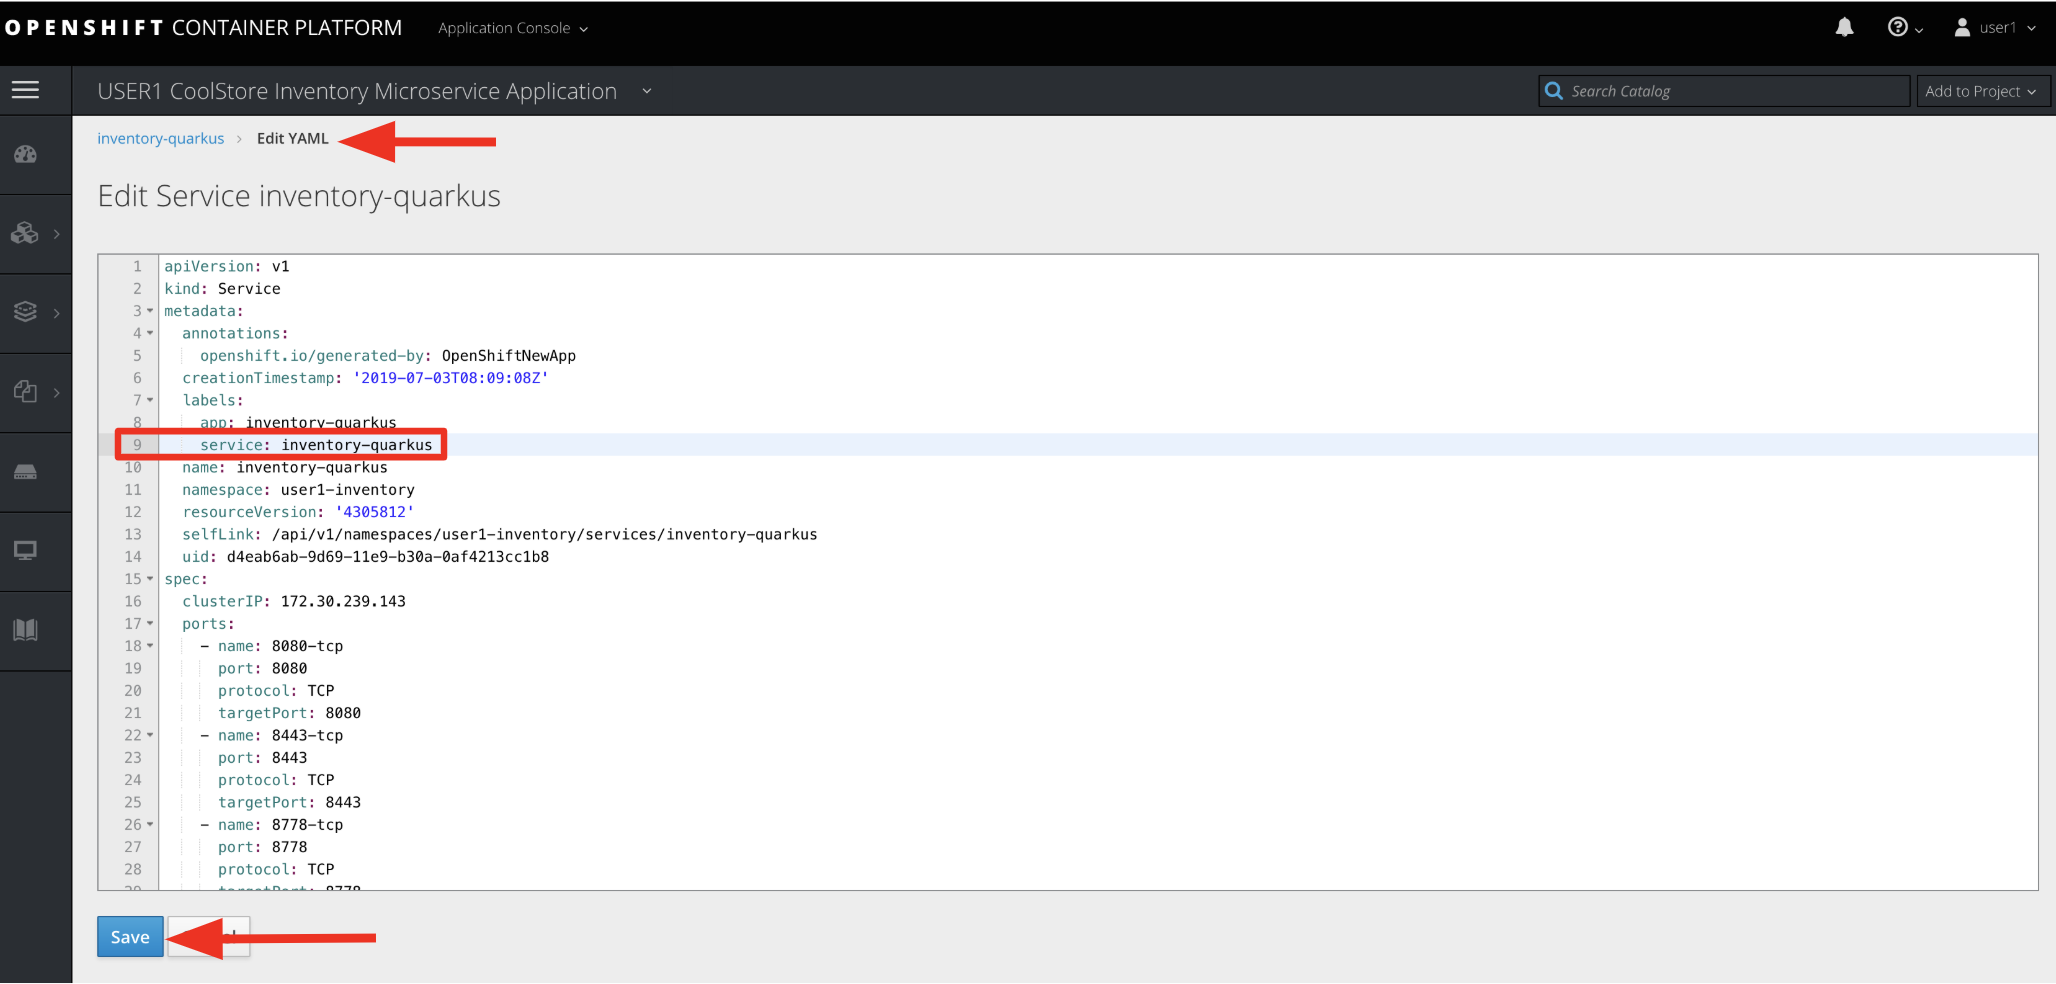 OPENSHIFT CONTAINER PLATFORM Application Console user1
USER1 CoolStore Inventory Microservice Application Search Catalog Add to Project
inventory-quarkus > Edit YAML
Edit Service inventory-quarkus
1 apiVersion: v1
2 kind: Service
3 metadata:
4 annotations:
5 openshift.io/generated-by: OpenShiftNewApp
6 creationTimestamp: '2019-07-03T08:09:08Z'
7 labels:
8 app: inventory-quarkus
9 service: inventory-quarkus
10 name: inventory-quarkus
11 namespace: user1-inventory
12 resourceVersion: '4305812'
13 selfLink: /api/v1/namespaces/user1-inventory/services/inventory-quarkus
14 uid: d4eab6ab-9d69-11e9-b30a-0af4213cc1b8
15 spec:
16 clusterIP: 172.30.239.143
17 ports:
18 - name: 8080-tcp
19 port: 8080
20 protocol: TCP
21 targetPort: 8080
22 - name: 8443-tcp
23 port: 8443
24 protocol: TCP
25 targetPort: 8443
26 - name: 8778-tcp
27 port: 8778
28 protocol: TCP
29 targetPort: 8778
Save